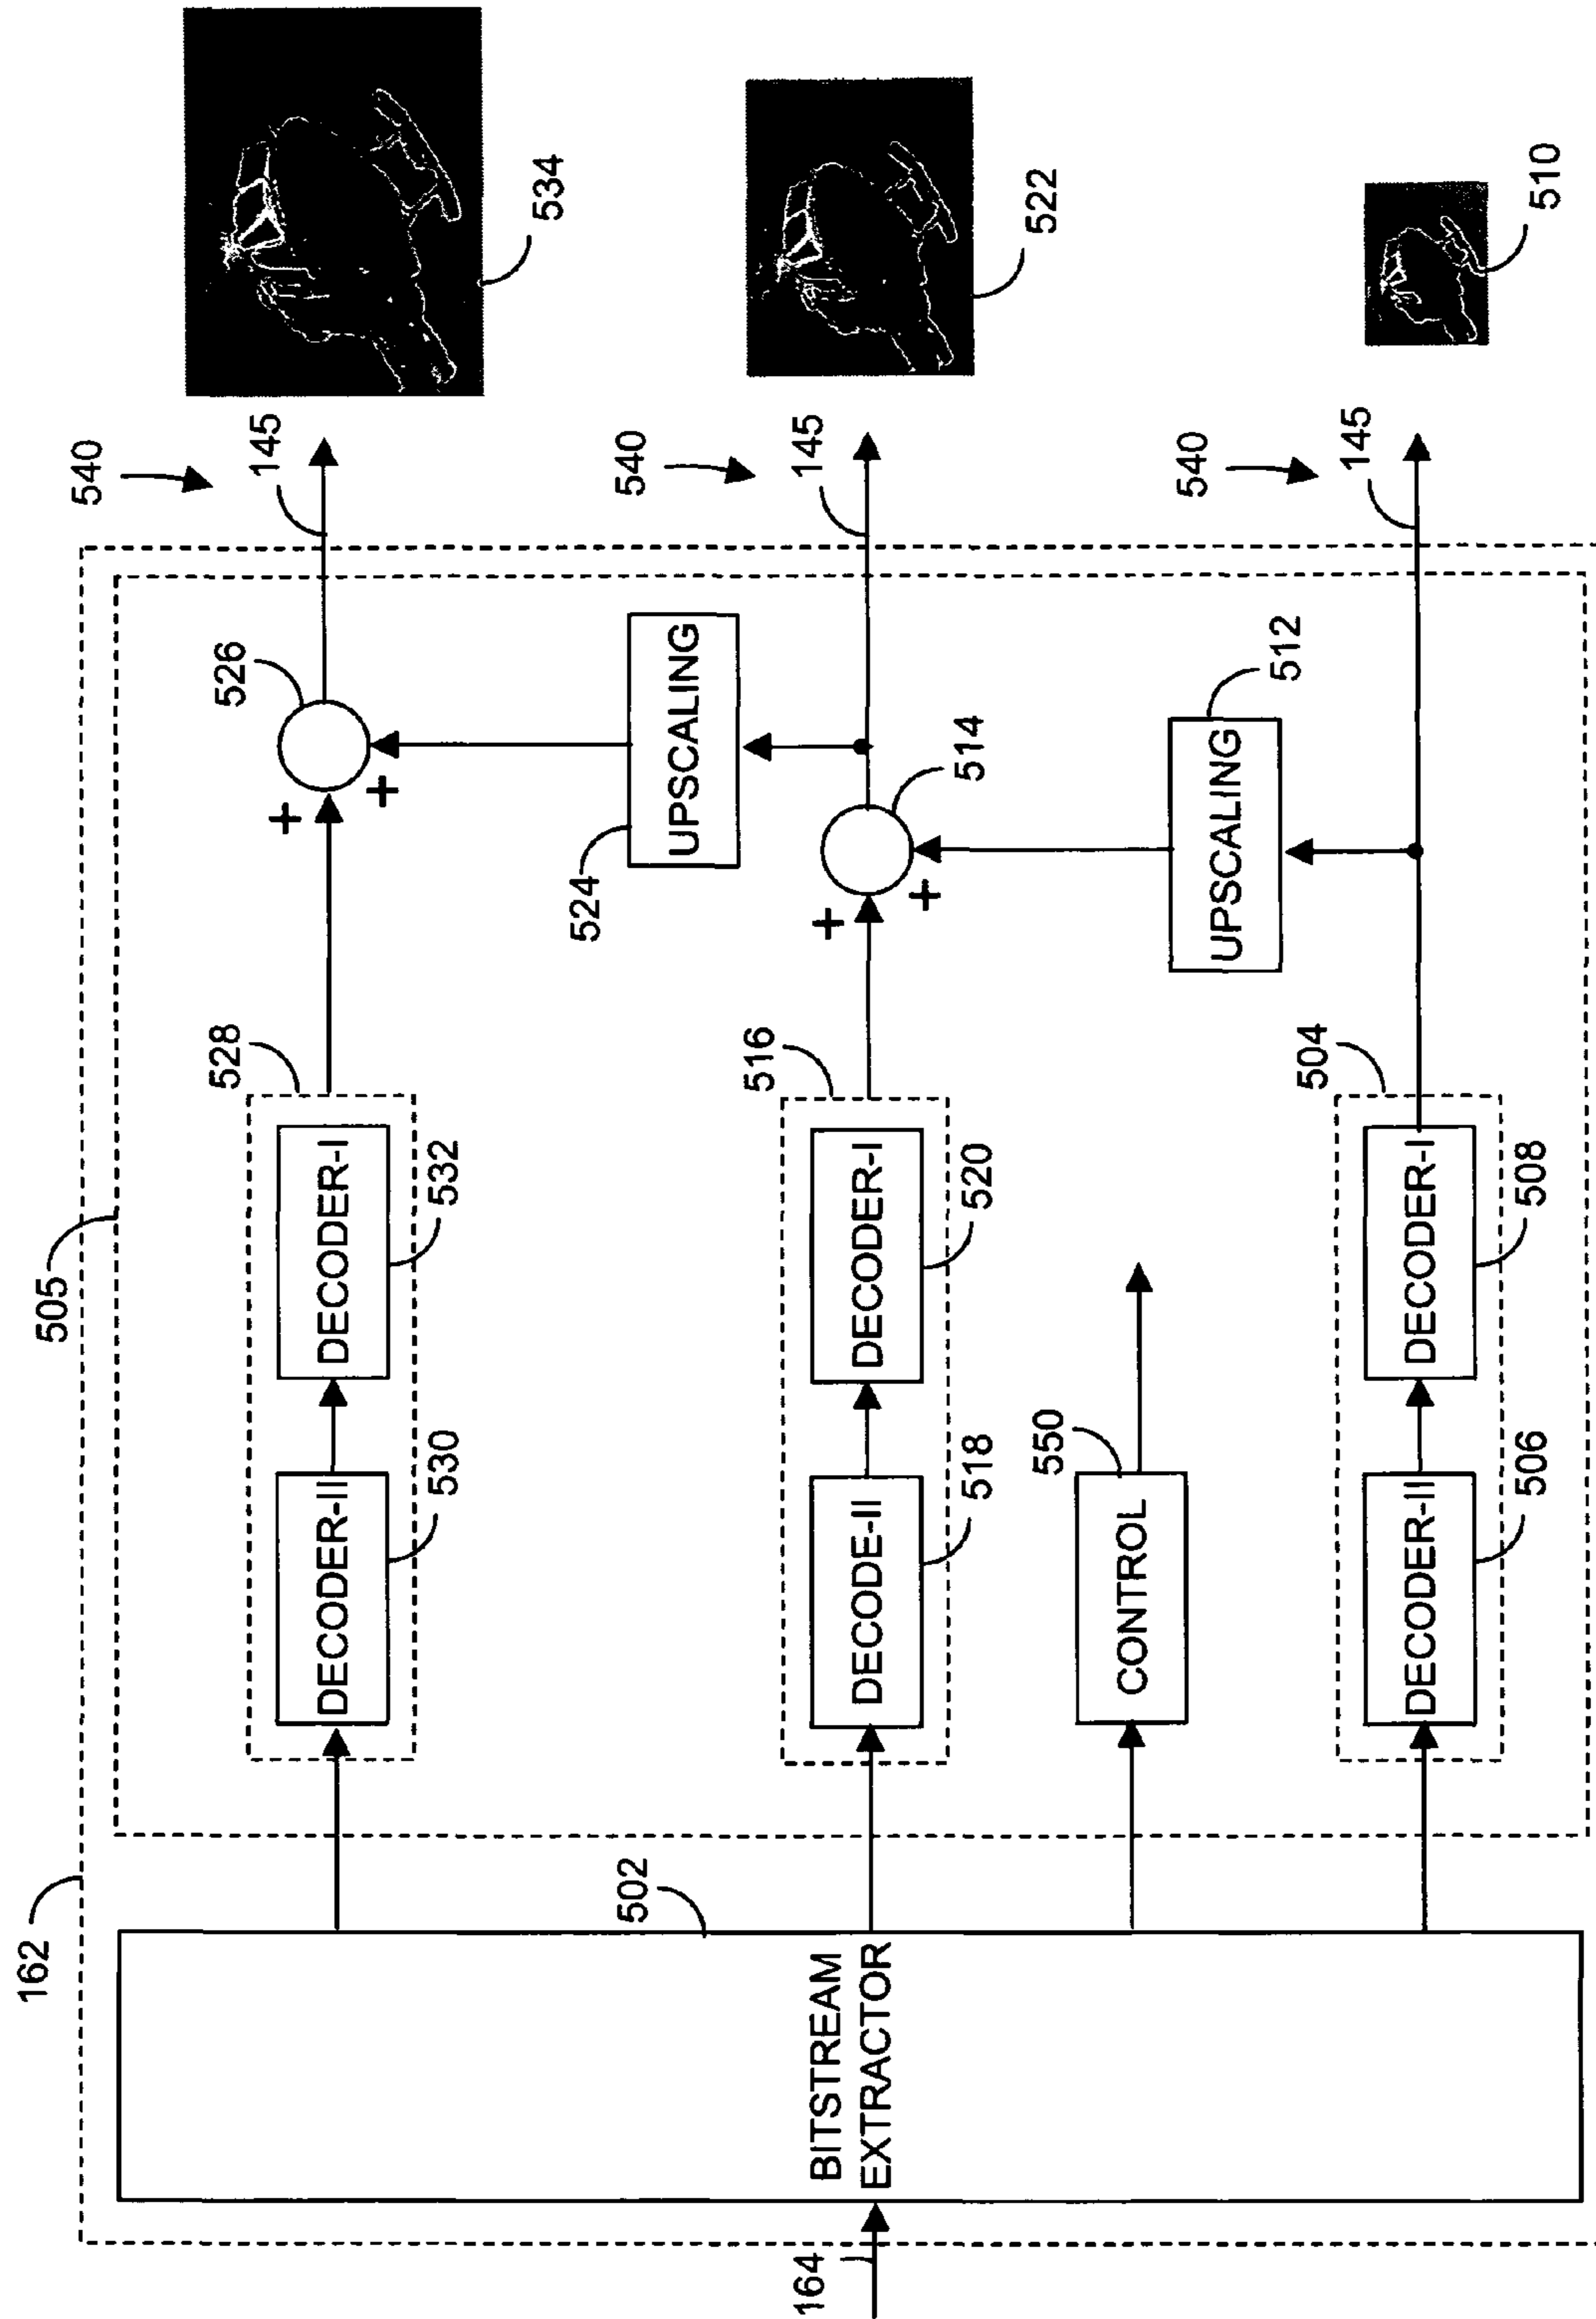 162
505
540
528
526
145
534
DECODER-II
DECODER-I
530
532
524
UPSCALING
+
+
540
516
514
145
522
164
BITSTREAM
EXTRACTOR
502
DECODE-II
DECODER-I
518
520
+
+
550
CONTROL
512
UPSCALING
540
504
145
510
DECODER-II
DECODER-I
506
508